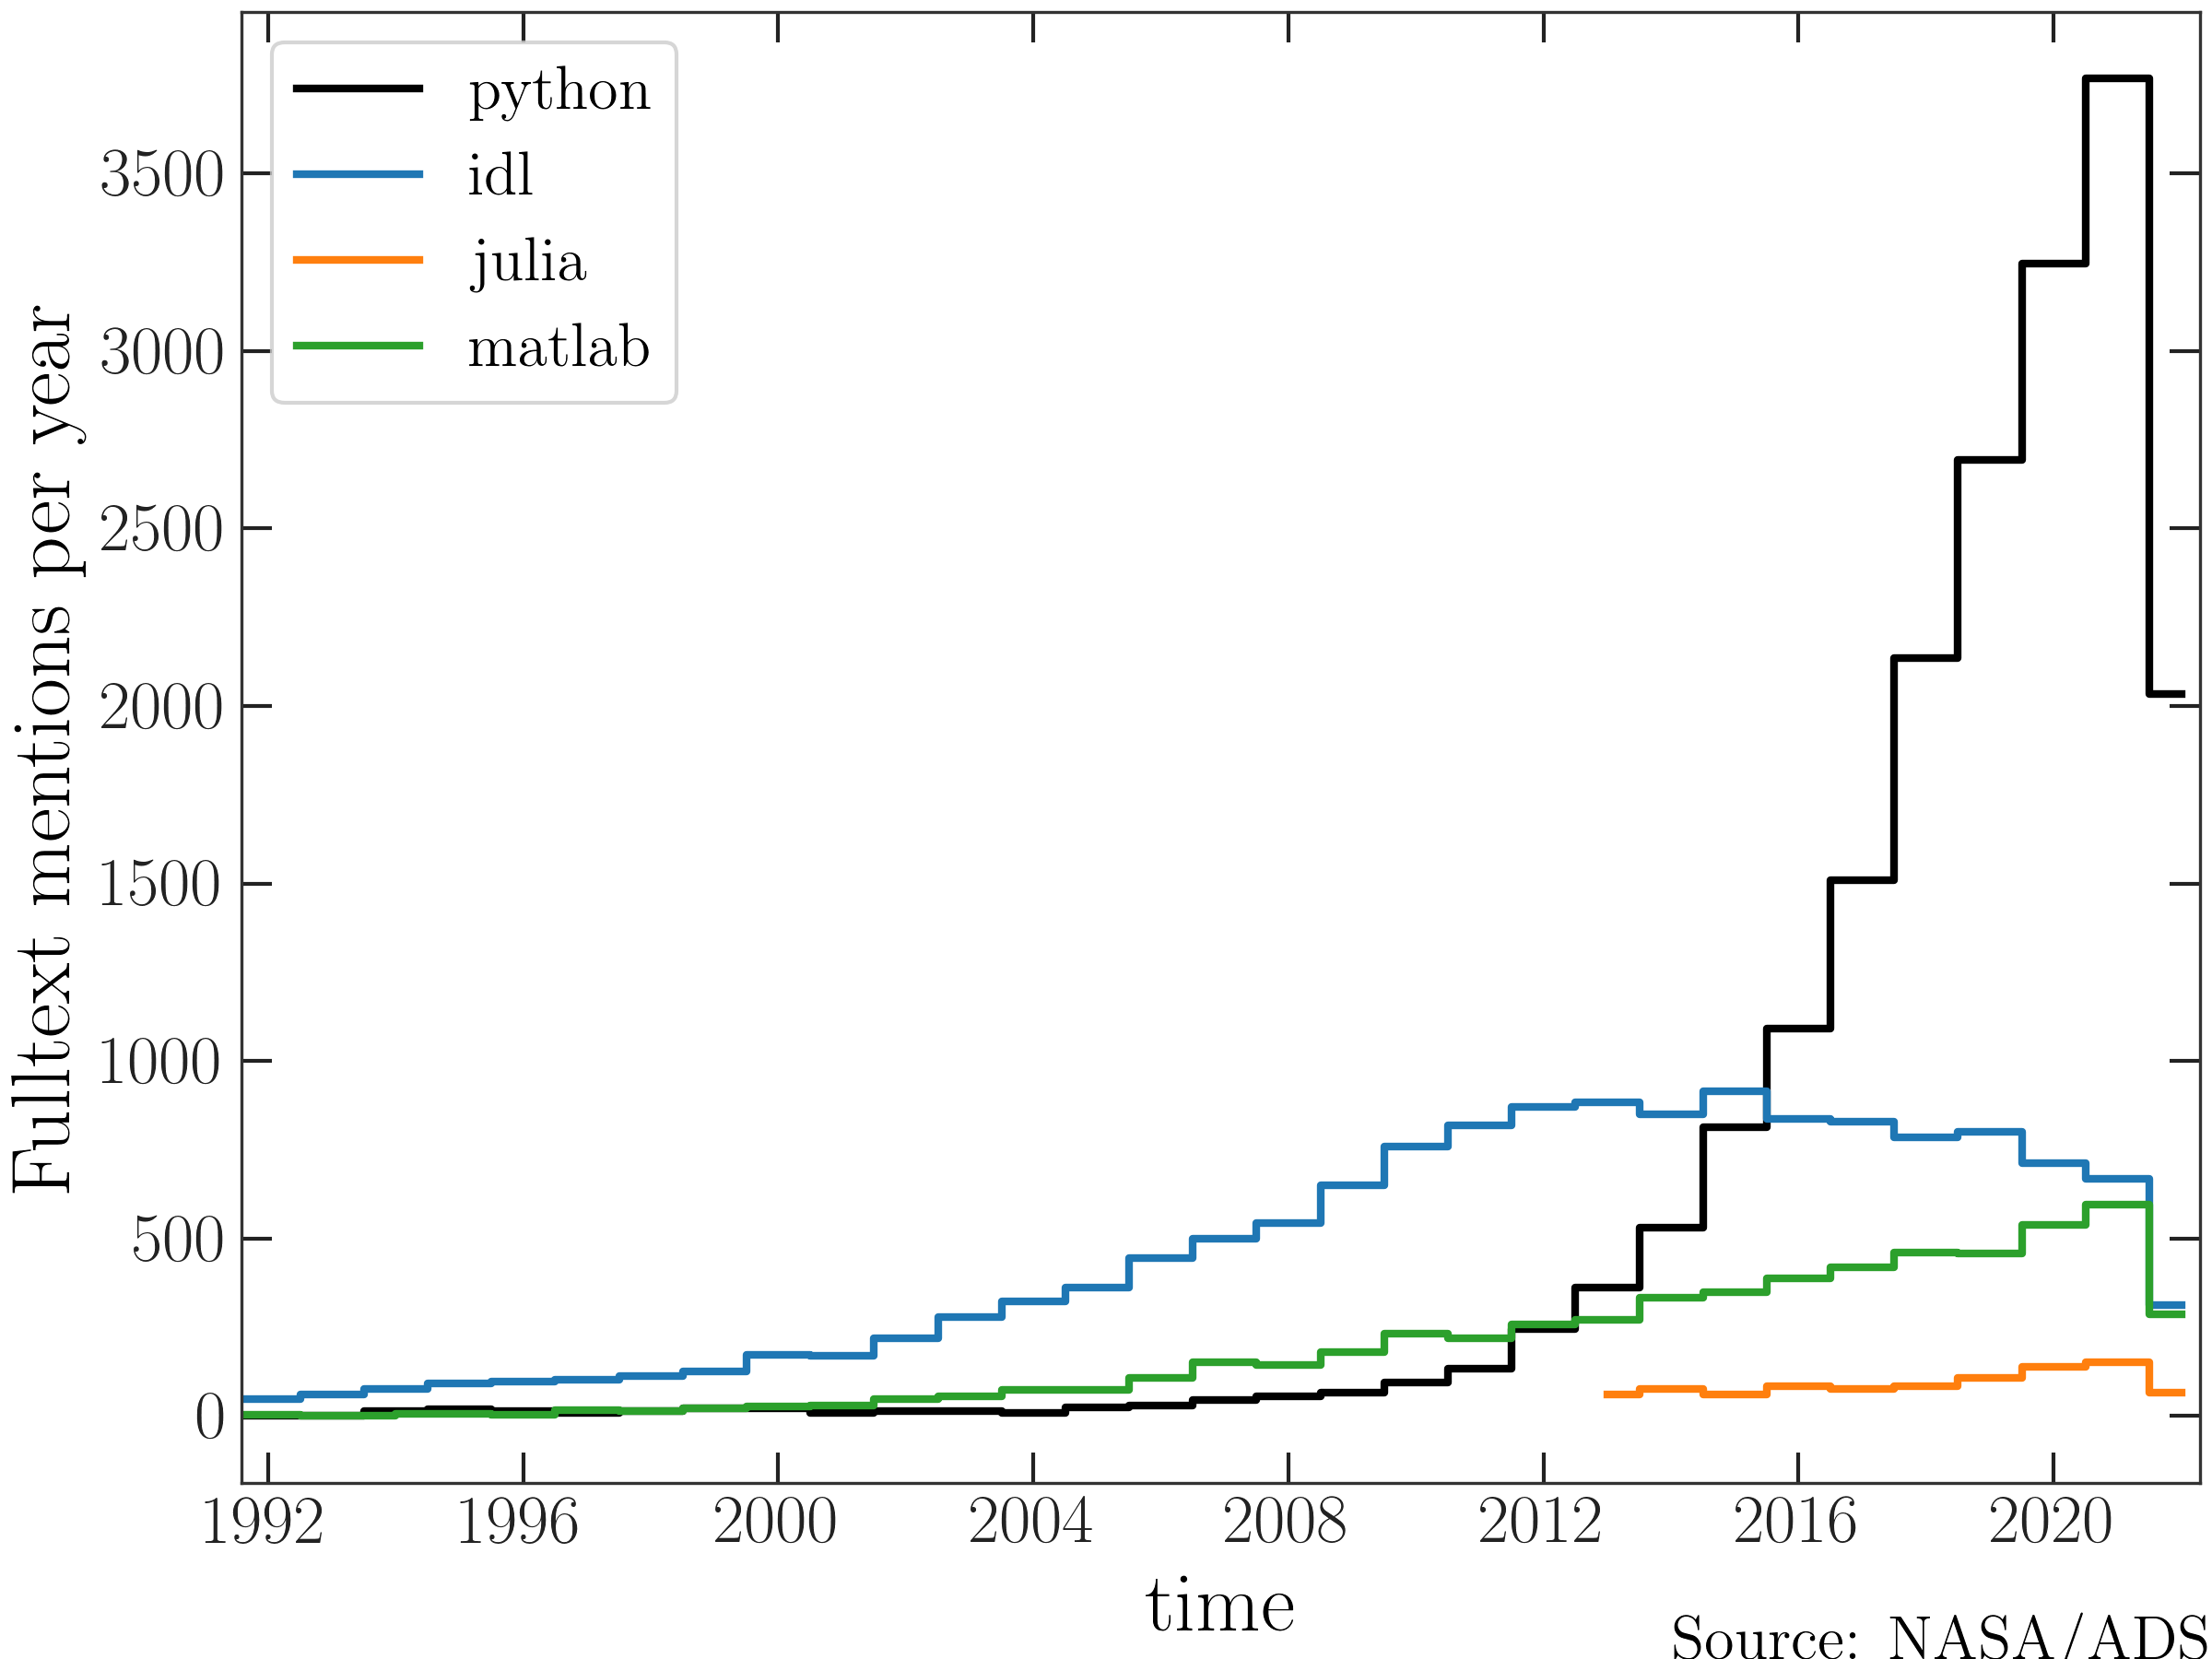 python
idl
julia
matlab
Fulltext mentions per year
3500
3000
2500
2000
1500
1000
500
0
1992 1996 2000 2004 2008 2012 2016 2020
time
Source: NASA/ADS